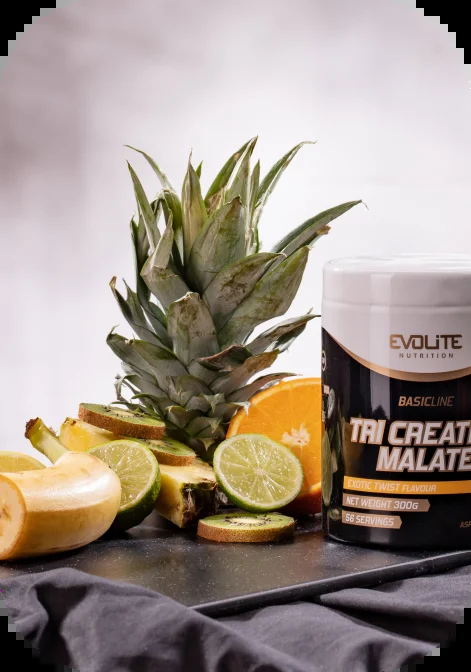 EVOLITE
NUTRITION
BASICLINE
TRI CREAT
MALATE
EXOTIC TWIST FLAVOUR
NET WEIGHT 300G
66 SERVINGS